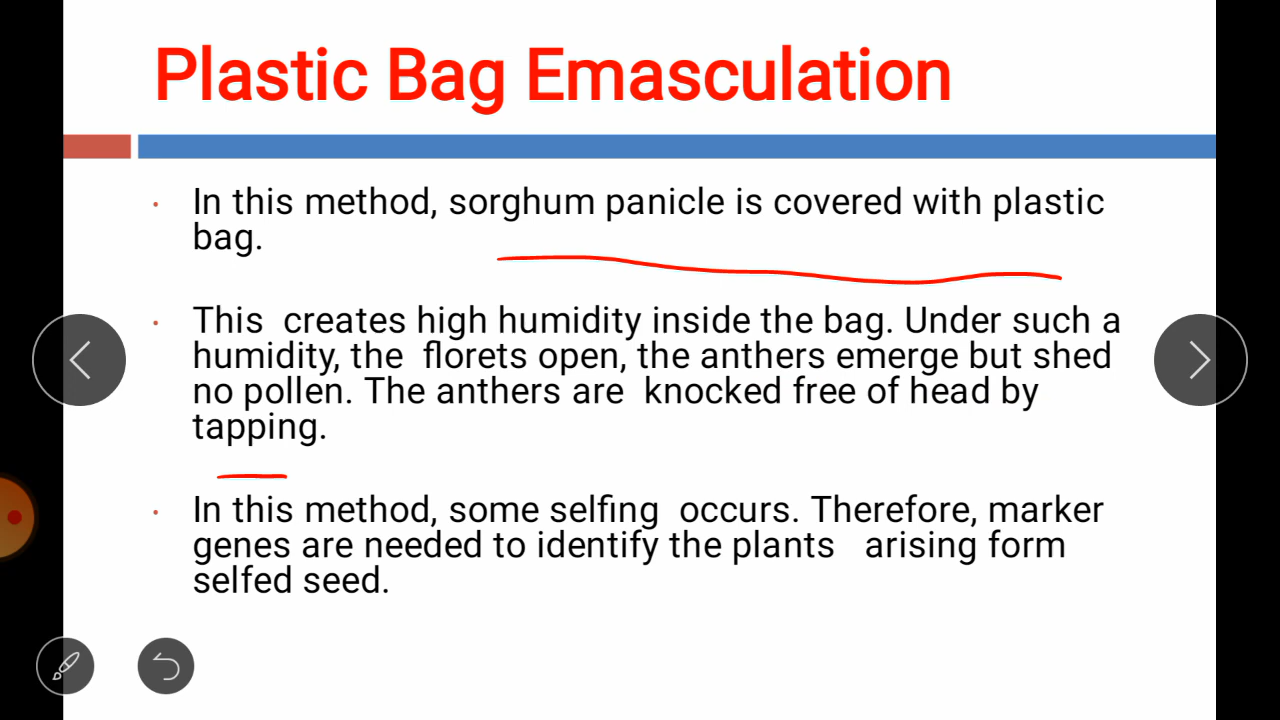 Plastic Bag Emasculation
· In this method, sorghum panicle is covered with plastic
bag.
· This creates high humidity inside the bag. Under such a
humidity, the florets open, the anthers emerge but shed
no pollen. The anthers are knocked free of head by
tapping.
· In this method, some selfing occurs. Therefore, marker
genes are needed to identify the plants arising form
selfed seed.